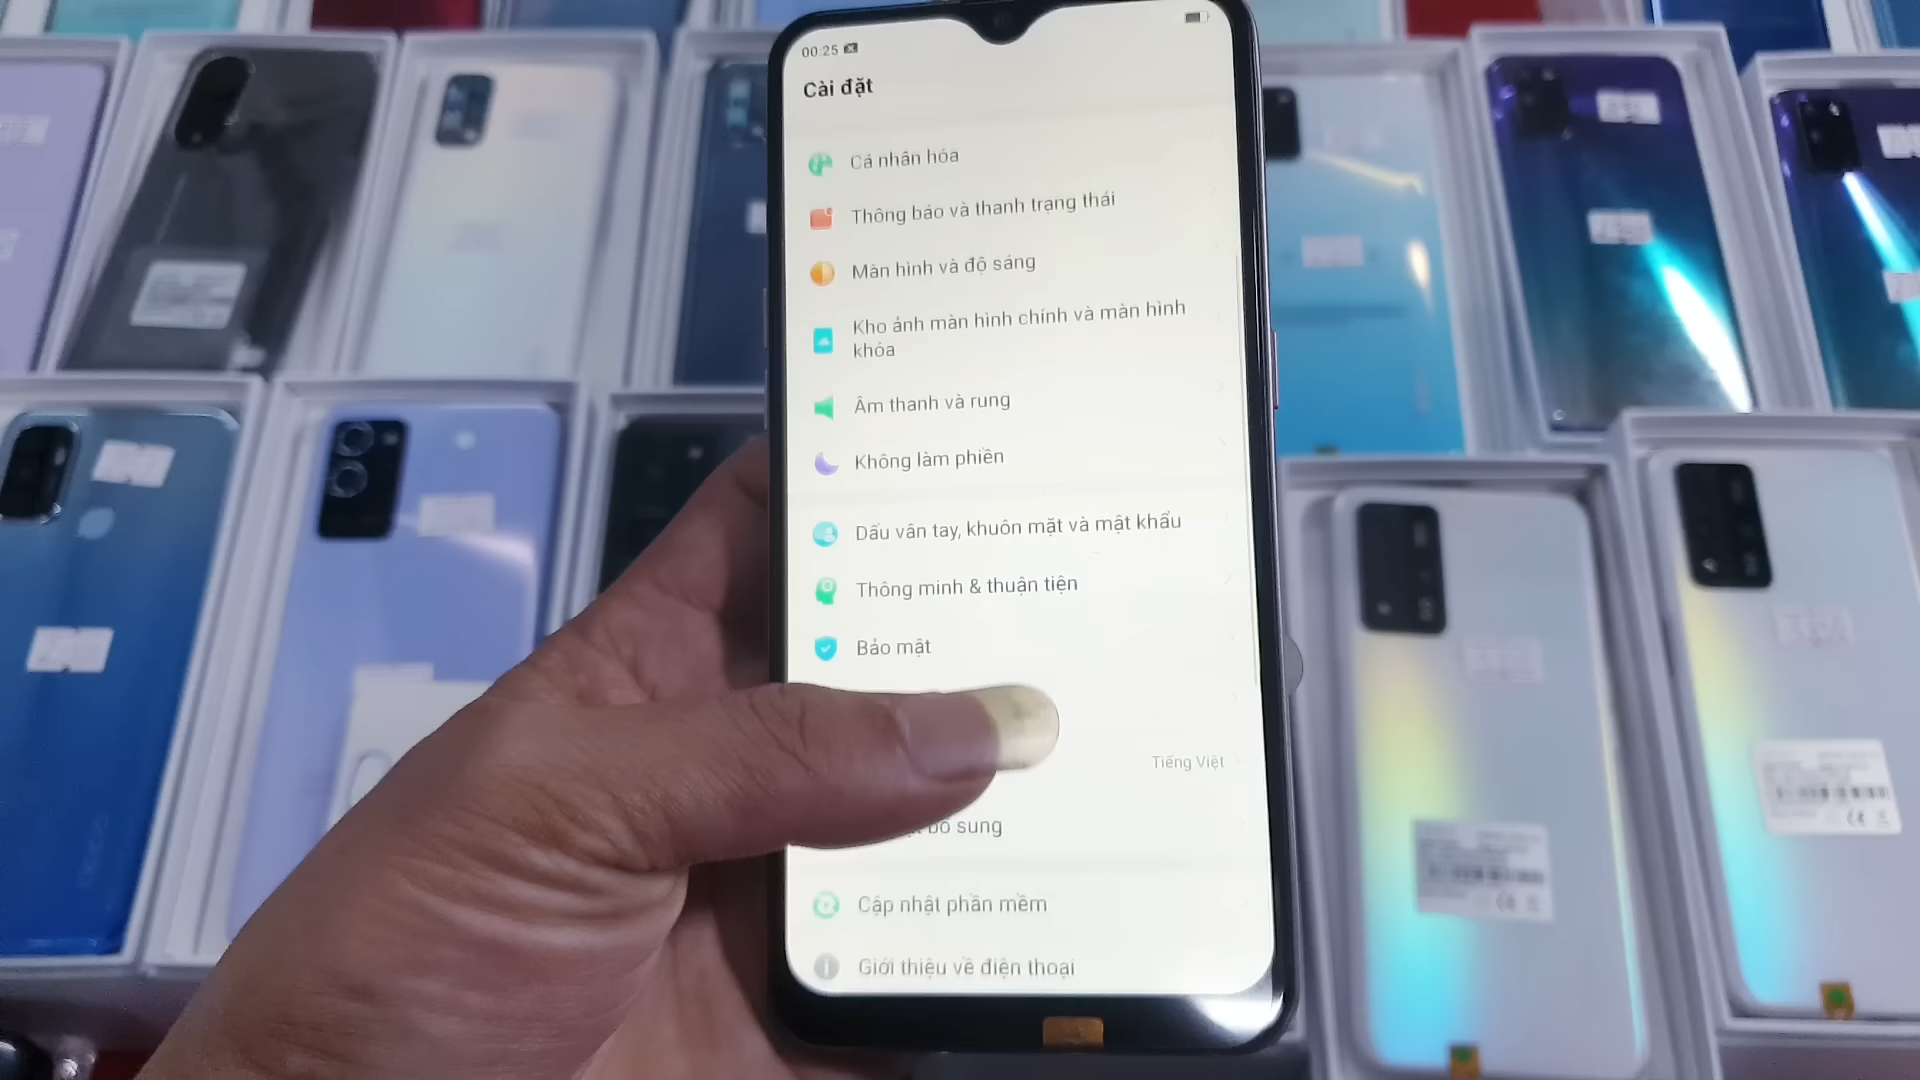 00:25
Cài đặt
Cá nhân hóa
Thông báo và thanh trạng thái
Màn hình và độ sáng
Kho ảnh màn hình chính và màn hình
khóa
Âm thanh và rung
Không làm phiền
Dấu vân tay, khuôn mặt và mật khẩu
Thông minh & thuận tiện
Bảo mật
Tiếng Việt
bổ sung
Cập nhật phần mềm
Giới thiệu về điện thoại